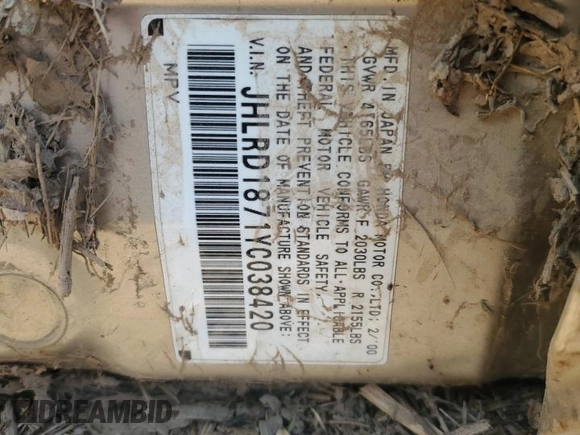 MFD. IN JAPAN BY HONDA MOTOR CO.,LTD; 2/'00
GVWR 4165LBS GAWR F 2030LBS R 2155LBS
THIS VEHICLE CONFORMS TO ALL APPLICABLE
FEDERAL MOTOR VEHICLE SAFETY
AND THEFT PREVENTION STANDARDS IN EFFECT
ON THE DATE OF MANUFACTURE SHOWN ABOVE;
V.I.N. JHLRD1871YC038420
MPV
DREAMBID